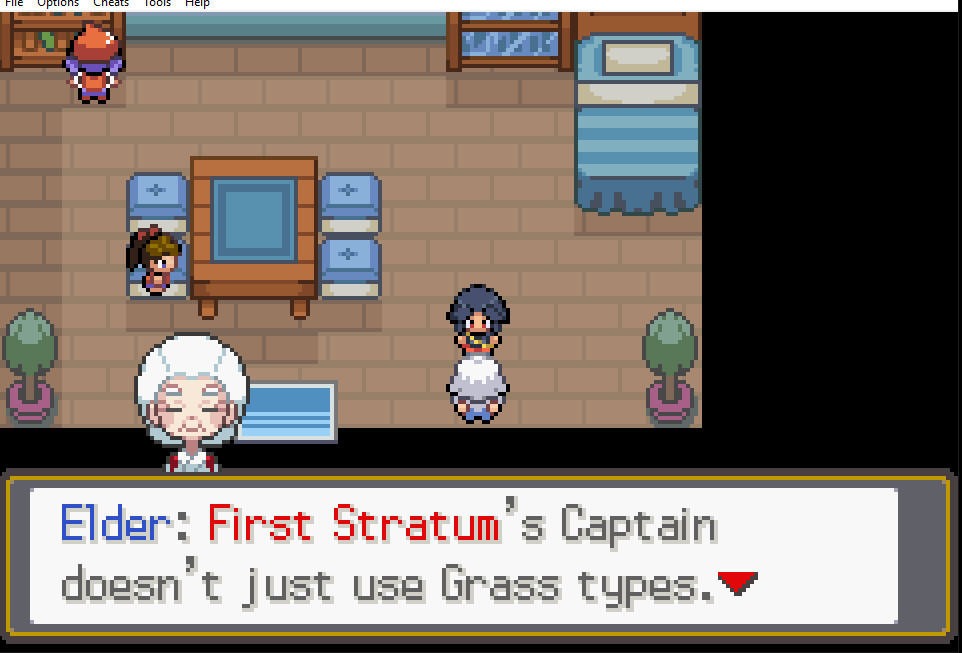 File Options Cheats Tools Help
Elder: First Stratum's Captain
doesn't just use Grass types.